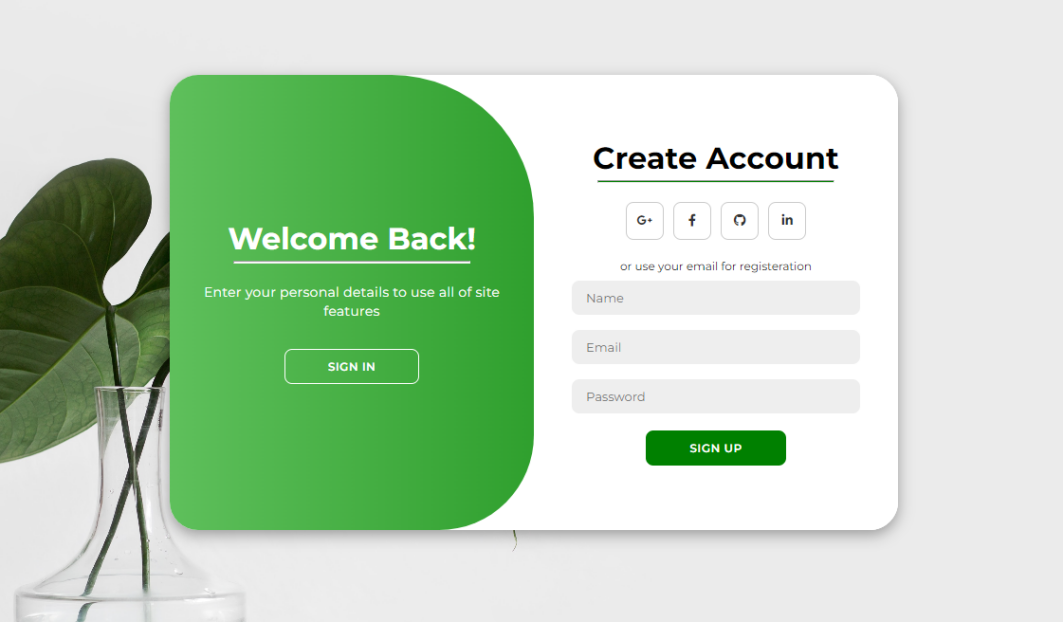 Welcome Back!
Enter your personal details to use all of site
features
SIGN IN
Create Account
G+
f
in
or use your email for registeration
Name
Email
Password
SIGN UP